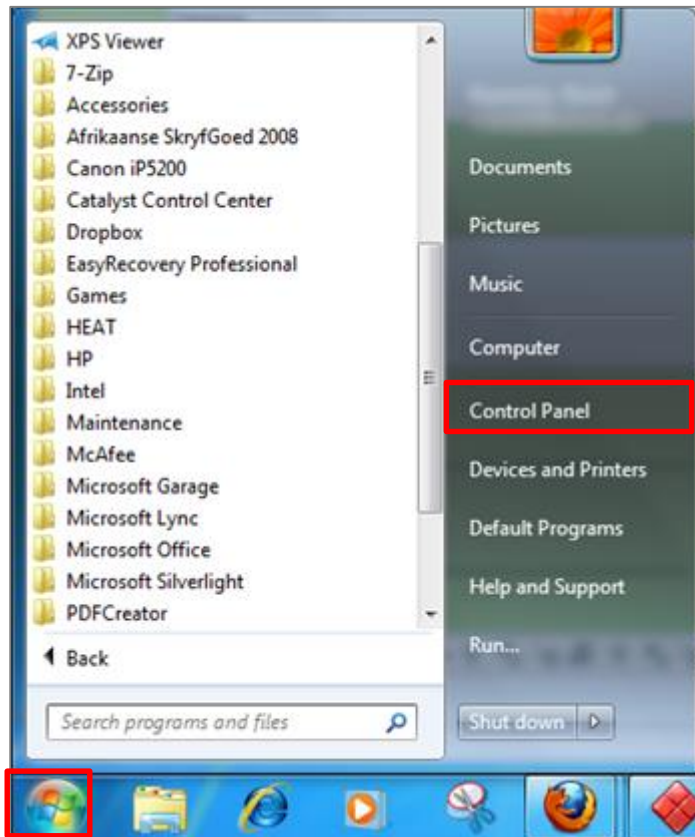 XPS Viewer
7-Zip
Accessories
Afrikaanse SkryfGoed 2008
Canon iP5200
Catalyst Control Center
Dropbox
EasyRecovery Professional
Games
HEAT
HP
Intel
Maintenance
McAfee
Microsoft Garage
Microsoft Lync
Microsoft Office
Microsoft Silverlight
PDFCreator
Back
Search programs and files
Documents
Pictures
Music
Computer
Control Panel
Devices and Printers
Default Programs
Help and Support
Run...
Shut down